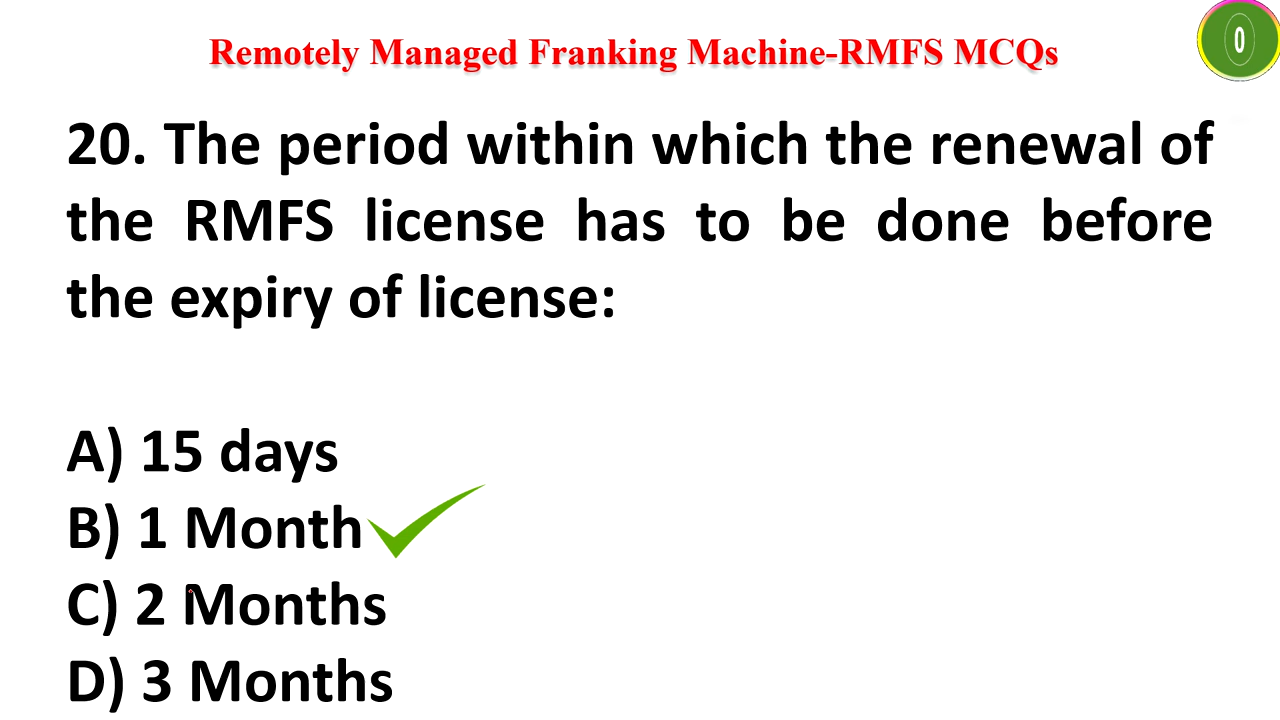 Remotely Managed Franking Machine-RMFS MCQs
0
20. The period within which the renewal of
the RMFS license has to be done before
the expiry of license:
A) 15 days
B) 1 Month
C) 2 Months
D) 3 Months